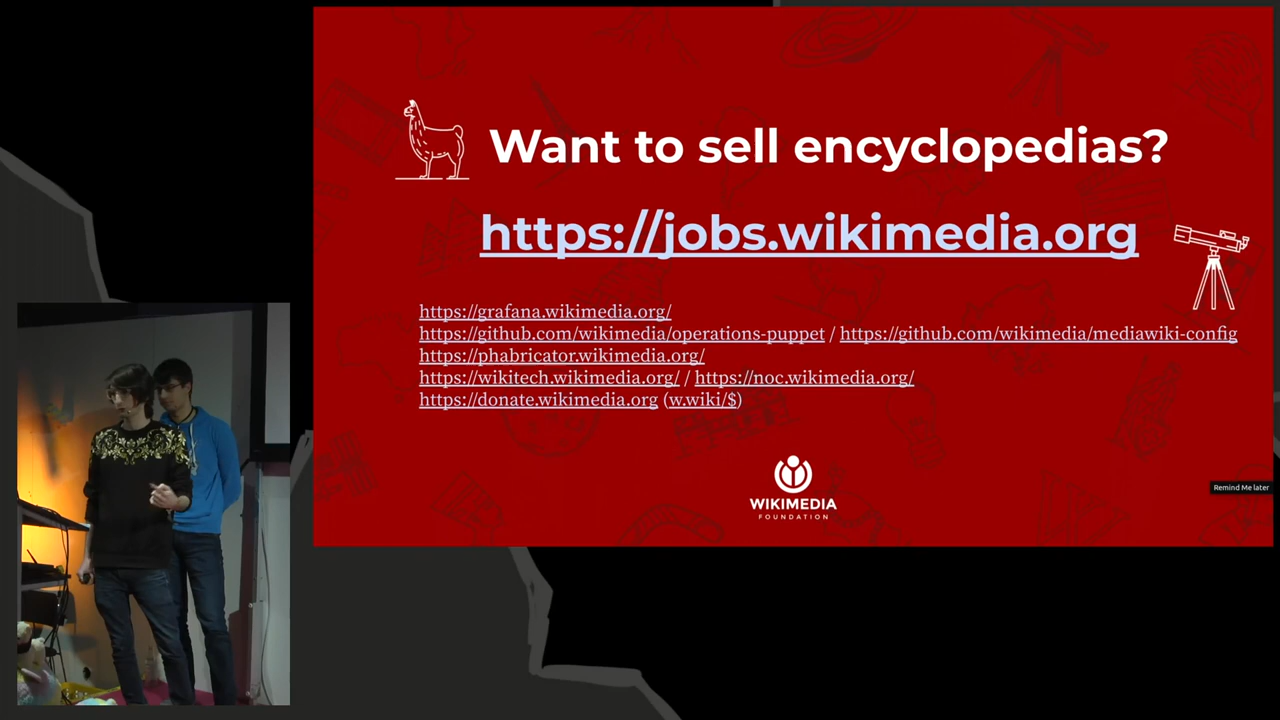 Want to sell encyclopedias?
https://jobs.wikimedia.org
https://grafana.wikimedia.org/
https://github.com/wikimedia/operations-puppet / https://github.com/wikimedia/mediawiki-config
https://phabricator.wikimedia.org/
https://wikitech.wikimedia.org/ / https://noc.wikimedia.org/
https://donate.wikimedia.org (w.wiki/$)
Remind Me later
WIKIMEDIA
FOUNDATION